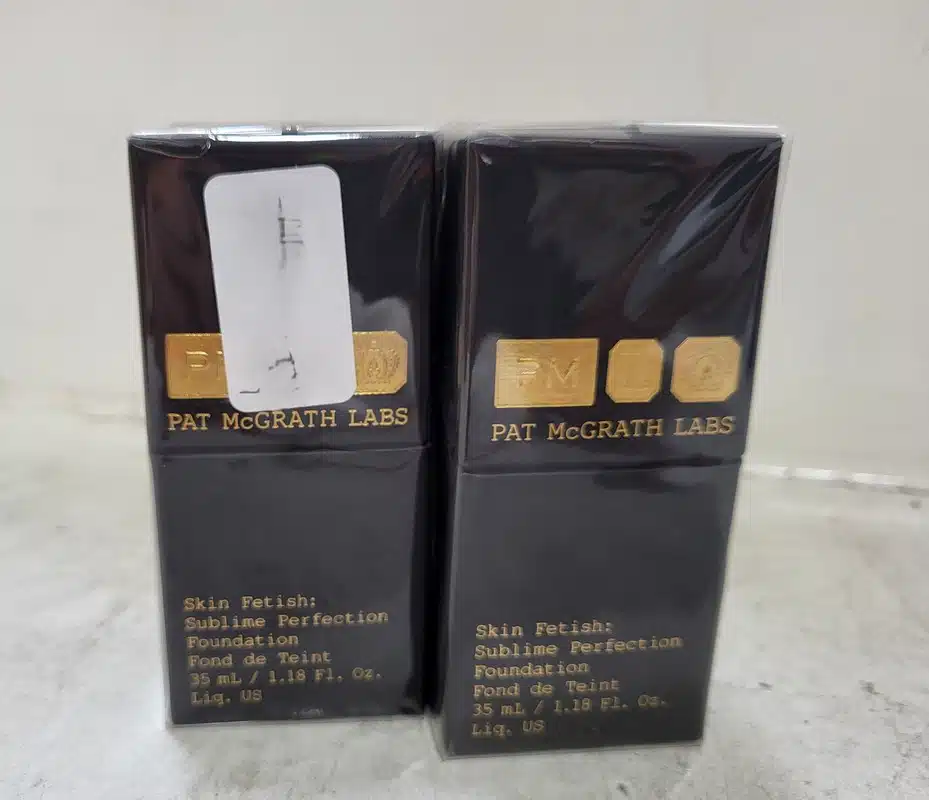 PAT McGRATH LABS
Skin Fetish:
Sublime Perfection
Foundation
Fond de Teint
35 mL / 1.18 Fl. Oz.
Liq. US
PM L
PAT McGRATH LABS
Skin Fetish:
Sublime Perfection
Foundation
Fond de Teint
35 mL / 1.18 Fl. Oz.
Liq. US